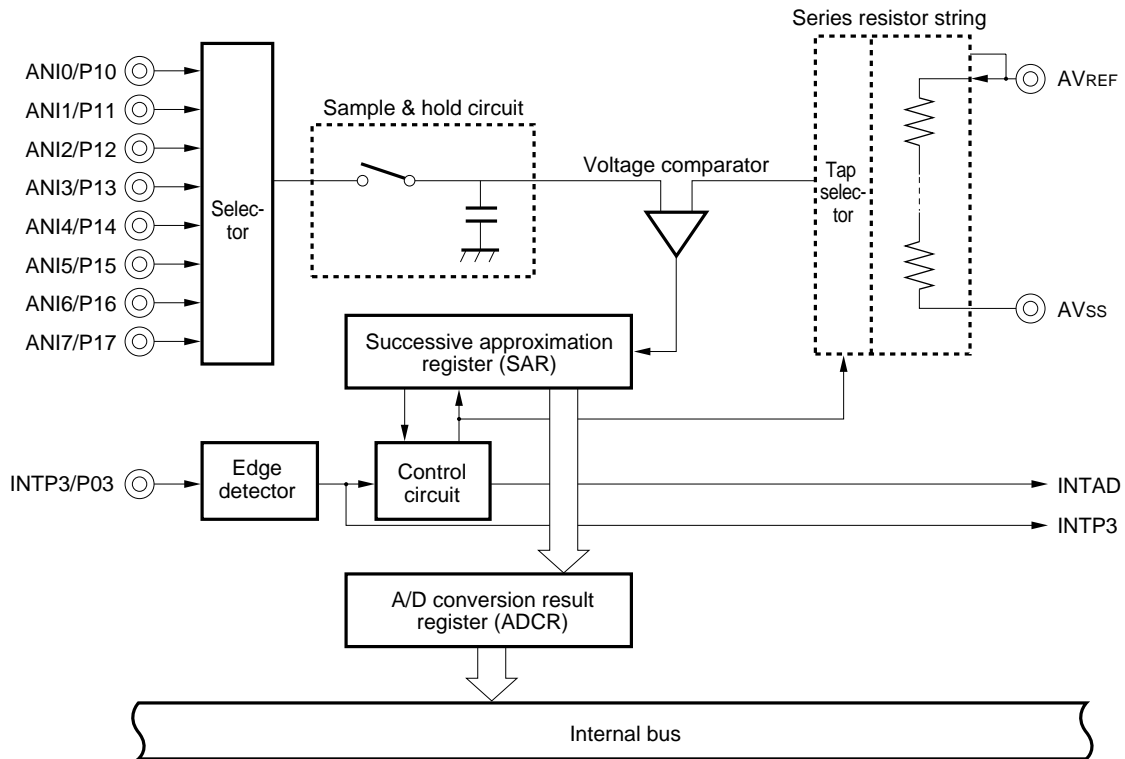 Series resistor string
ANI0/P10
ANI1/P11
ANI2/P12
ANI3/P13
ANI4/P14
ANI5/P15
ANI6/P16
ANI7/P17
Selec-
tor
Sample & hold circuit
Voltage comparator
Tap
selec-
tor
AVREF
AVSS
Successive approximation
register (SAR)
INTP3/P03
Edge
detector
Control
circuit
INTAD
INTP3
A/D conversion result
register (ADCR)
Internal bus